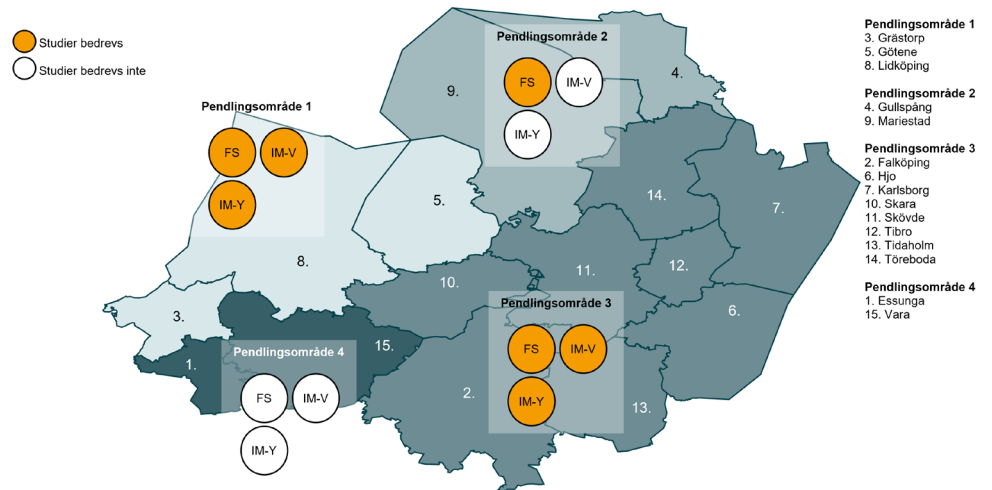 Studier bedrevs
Studier bedrevs inte
Pendlingsområde 1
FS
IM-V
IM-Y
Pendlingsområde 2
FS
IM-V
IM-Y
Pendlingsområde 3
FS
IM-V
IM-Y
Pendlingsområde 4
FS
IM-V
IM-Y
9.
4.
5.
14.
7.
8.
10.
11.
12.
3.
6.
15.
1.
2.
13.
Pendlingsområde 1
3. Grästorp
5. Götene
8. Lidköping
Pendlingsområde 2
4. Gullspång
9. Mariestad
Pendlingsområde 3
2. Falköping
6. Hjo
7. Karlsborg
10. Skara
11. Skövde
12. Tibro
13. Tidaholm
14. Töreboda
Pendlingsområde 4
1. Essunga
15. Vara